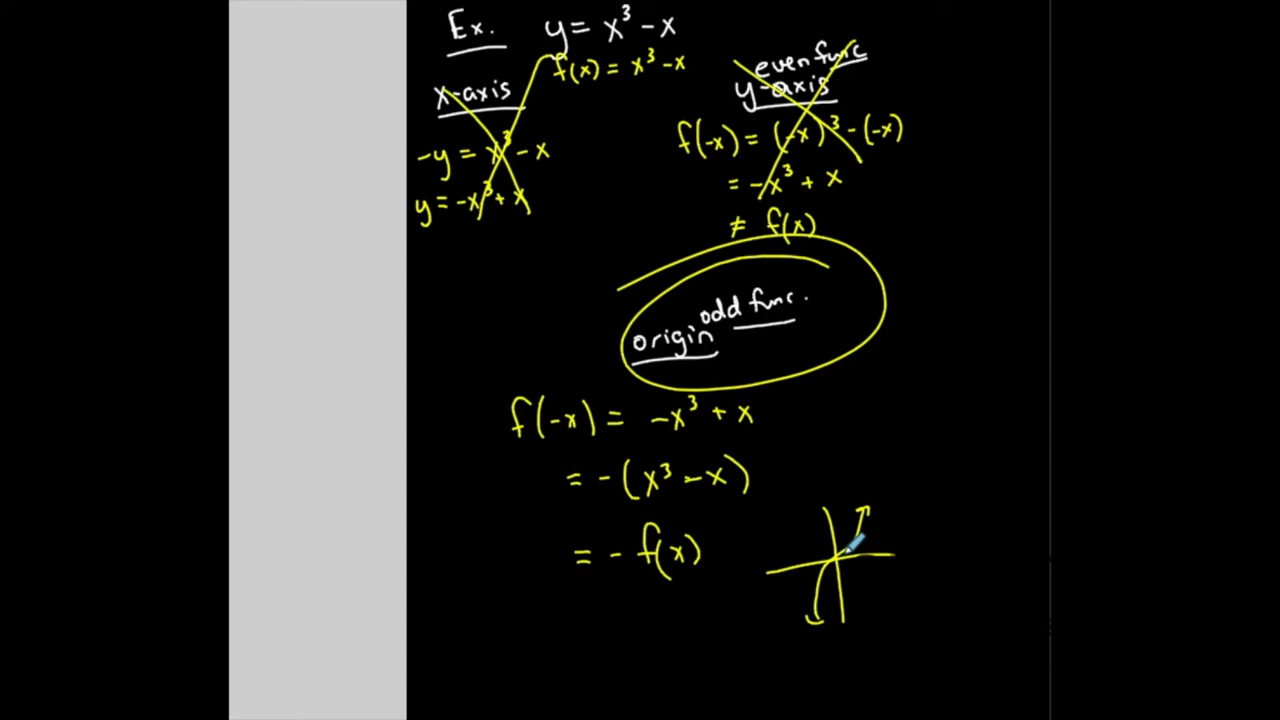 Ex. y = x³ - x
f(x) = x³ - x
x-axis
-y = x³ - x
y = -x³ + x
even func
y-axis
f(-x) = (-x)³ - (-x)
= -x³ + x
≠ f(x)
odd func.
origin
f(-x) = -x³ + x
= -(x³ - x)
= - f(x)